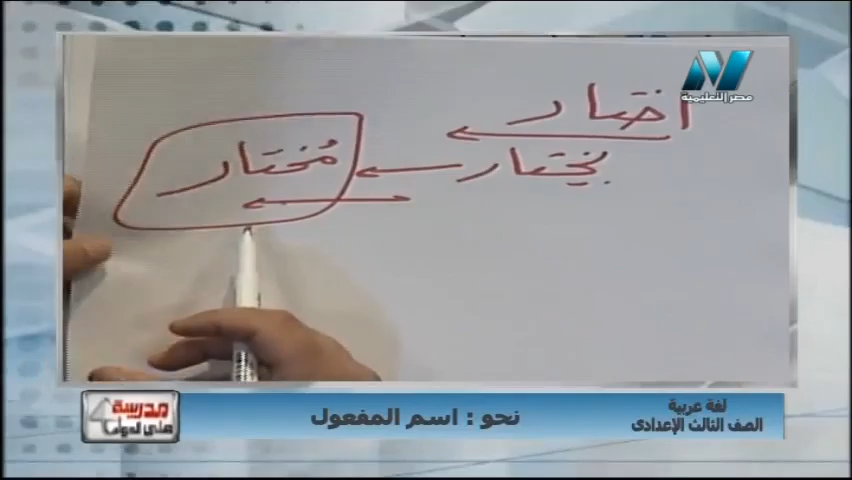 مصر التعليمية
اختار
يختار
مُختار
مدرسة
على الهواء
لغة عربية
الصف الثالث الإعدادى
نحو : اسم المفعول